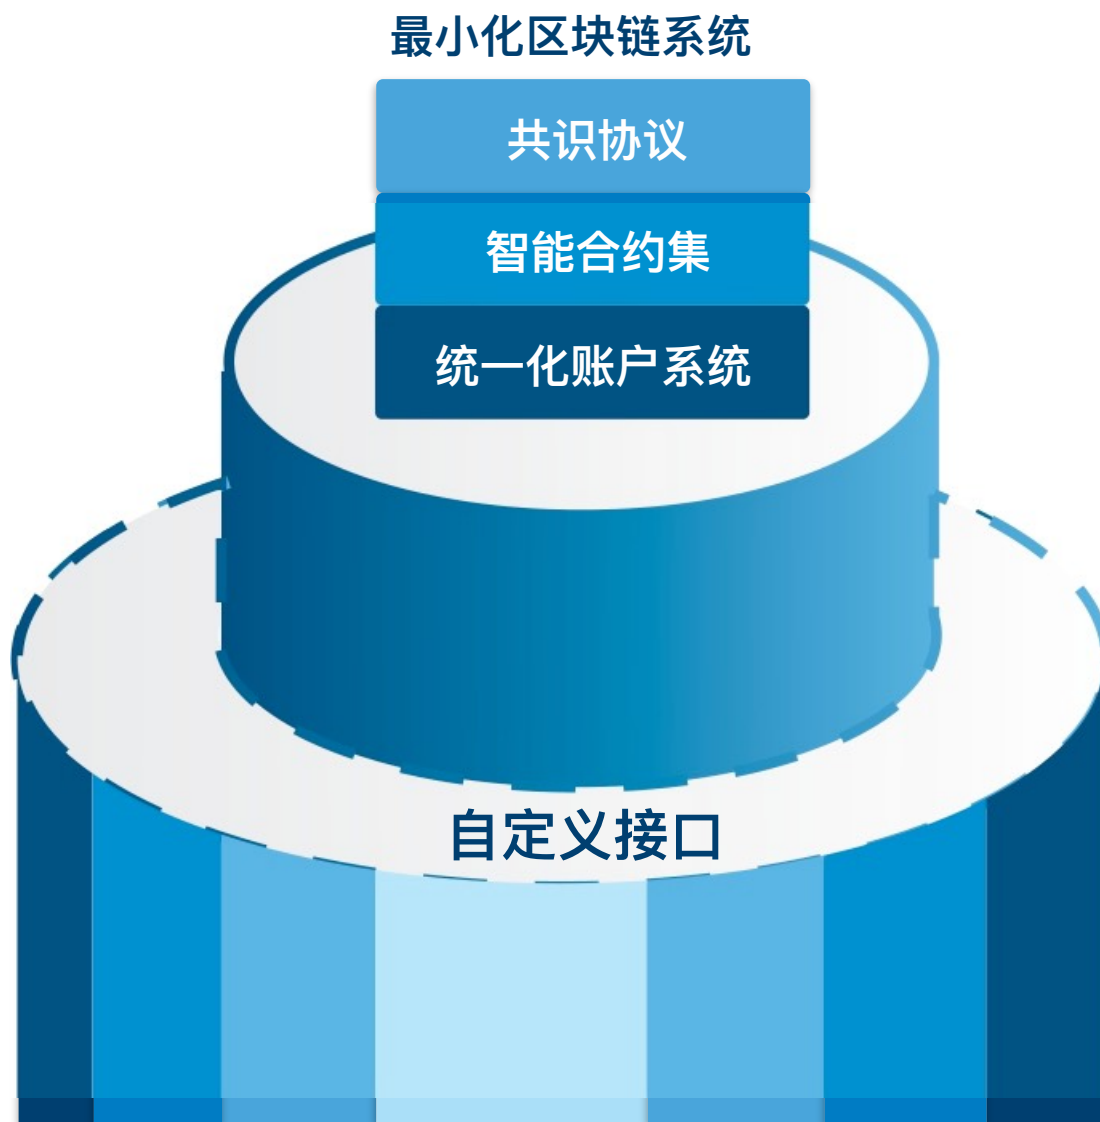 最小化区块链系统
共识协议
智能合约集
统一化账户系统
自定义接口